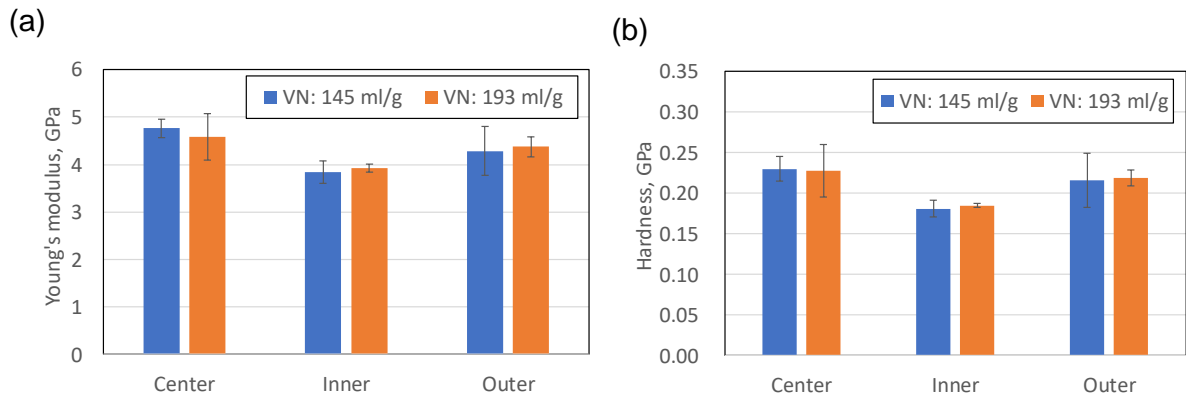 (a)
Young's modulus, GPa
6
5
4
3
2
1
0
VN: 145 ml/g VN: 193 ml/g
Center Inner Outer
(b)
Hardness, GPa
0.35
0.30
0.25
0.20
0.15
0.10
0.05
0.00
VN: 145 ml/g VN: 193 ml/g
Center Inner Outer